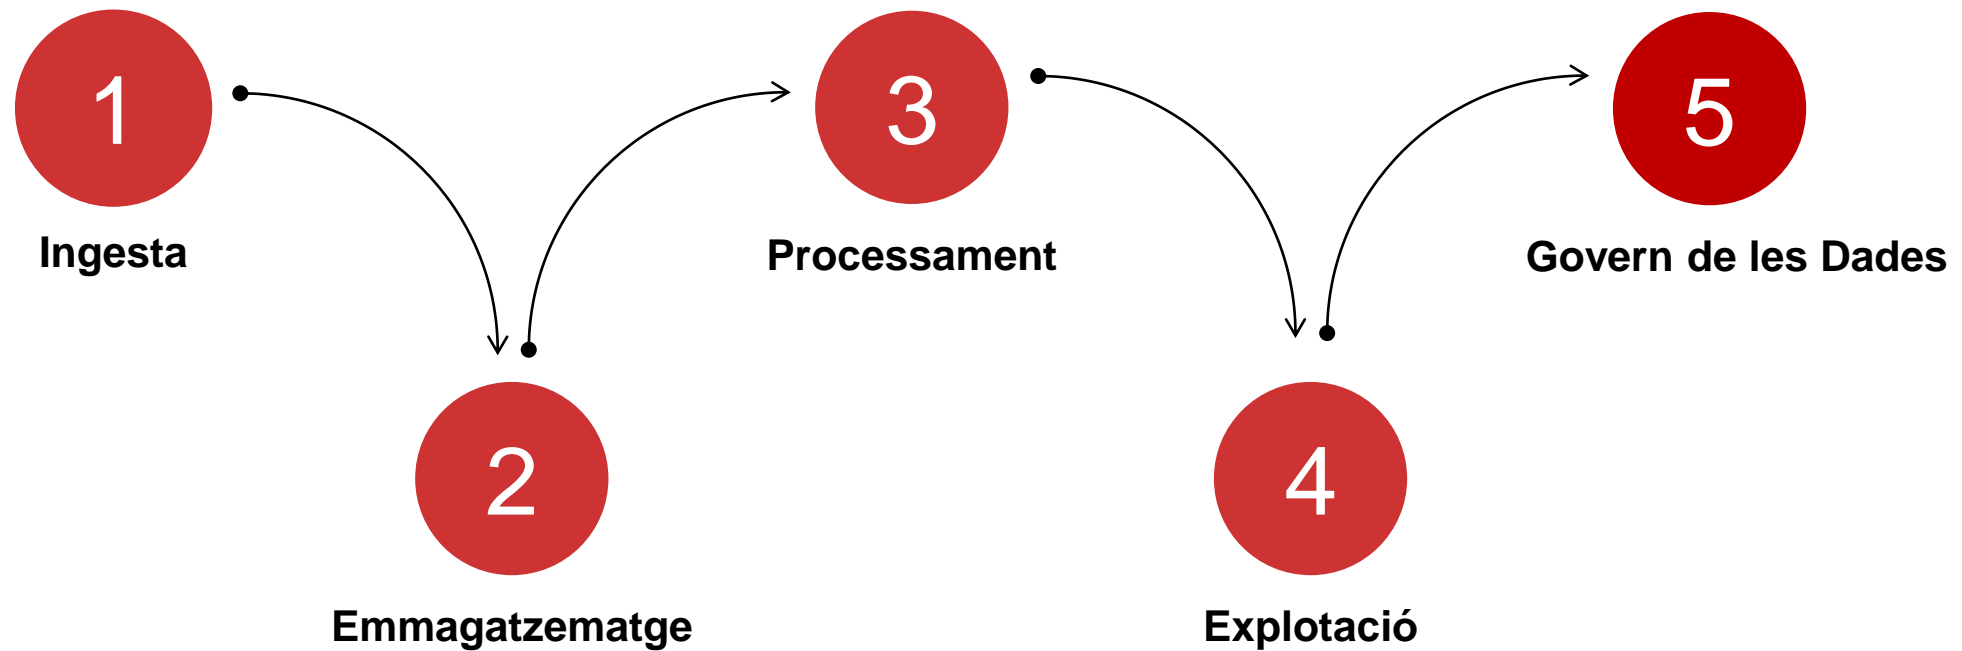 1
Ingesta
2
Emmagatzematge
3
Processament
4
Explotació
5
Govern de les Dades